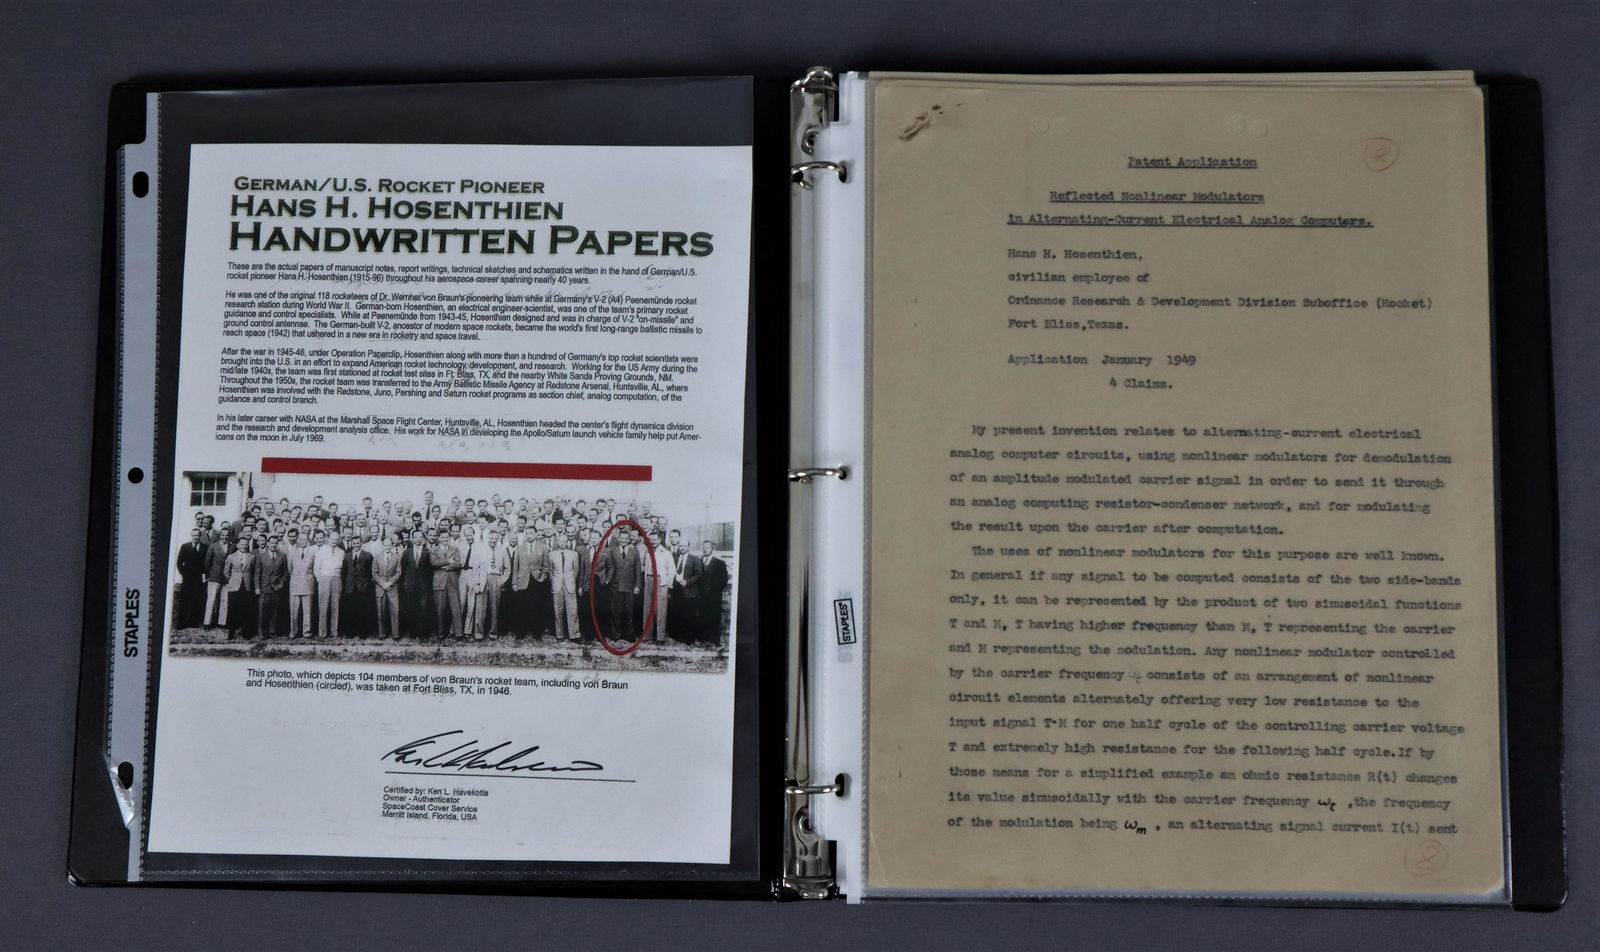 GERMAN/U.S. ROCKET PIONEER
HANS H. HOSENTHIEN
HANDWRITTEN PAPERS
These are the actual papers of manuscript notes, report writings, technical sketches and schematics written in the hand of German/U.S.
rocket pioneer Hans H. Hosenthien (1915-96) throughout his aerospace career spanning nearly 40 years.
He was one of the original 118 rocketeers of Dr. Wernher von Braun's pioneering team while at Germany's V-2 (A4) Peenemünde rocket
research station during World War II. German-born Hosenthien, an electrical engineer-scientist, was one of the team's primary rocket
guidance and control specialists. While at Peenemünde from 1943-45, Hosenthien designed and was in charge of V-2 "on-missile" and
ground control antennae. The German-built V-2, ancestor of modern space rockets, became the world's first long-range ballistic missile to
reach space (1942) that ushered in a new era in rocketry and space travel.
After the war in 1945-46, under Operation Paperclip, Hosenthien along with more than a hundred of Germany's top rocket scientists were
brought into the U.S. in an effort to expand American rocket technology, development, and research. Working for the US Army during the
mid/late 1940s, the team was first stationed at rocket test sites in Ft. Bliss, TX, and the nearby White Sands Proving Grounds, NM.
Throughout the 1950s, the rocket team was transferred to the Army Ballistic Missile Agency at Redstone Arsenal, Huntsville, AL, where
Hosenthien was involved with the Redstone, Juno, Pershing and Saturn rocket programs as section chief, analog computation, of the
guidance and control branch.
In his later career with NASA at the Marshall Space Flight Center, Huntsville, AL, Hosenthien headed the center's flight dynamics division
and the research and development analysis office. His work for NASA in developing the Apollo/Saturn launch vehicle family help put Amer-
icans on the moon in July 1969.
This photo, which depicts 104 members of von Braun's rocket team, including von Braun
and Hosenthien (circled), was taken at Fort Bliss, TX, in 1946.
Certified by: Ken L. Havekotte
Owner - Authenticator
SpaceCoast Cover Service
Merritt Island, Florida, USA
STAPLES
STAPLES
Patent Application
8
Reflected Nonlinear Modulators
in Alternating-Current Electrical Analog Computers.
Hans H. Hosenthien,
civilian employee of
Ordnance Research & Development Division Suboffice (Rocket)
Fort Bliss,Texas.
Application January 1949
4 Claims.
My present invention relates to alternating-current electrical
analog computer circuits, using nonlinear modulators for demodulation
of an amplitude modulated carrier signal in order to send it through
an analog computing resistor-condenser network, and for modulating
the result upon the carrier after computation.
The uses of nonlinear modulators for this purpose are well known.
In general if any signal to be computed consists of the two side-bands
only, it can be represented by the product of two sinusoidal functions
T and M, T having higher frequency than M, T representing the carrier
and M representing the modulation. Any nonlinear modulator controlled
by the carrier frequency consists of an arrangement of nonlinear
circuit elements alternately offering very low resistance to the
input signal T·M for one half cycle of the controlling carrier voltage
T and extremely high resistance for the following half cycle.If by
those means for a simplified example an ohmic resistance R(t) changes
its value sinusoidally with the carrier frequency ωt ,the frequency
of the modulation being ωm , an alternating signal current I(t) sent
8